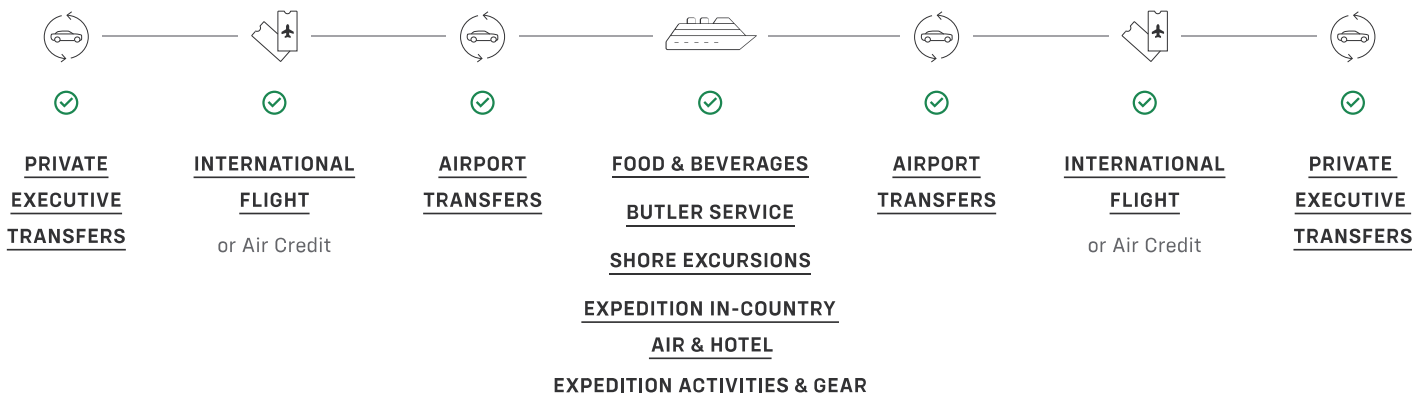 PRIVATE
EXECUTIVE
TRANSFERS
INTERNATIONAL
FLIGHT
or Air Credit
AIRPORT
TRANSFERS
FOOD & BEVERAGES
BUTLER SERVICE
SHORE EXCURSIONS
EXPEDITION IN-COUNTRY
AIR & HOTEL
EXPEDITION ACTIVITIES & GEAR
AIRPORT
TRANSFERS
INTERNATIONAL
FLIGHT
or Air Credit
PRIVATE
EXECUTIVE
TRANSFERS